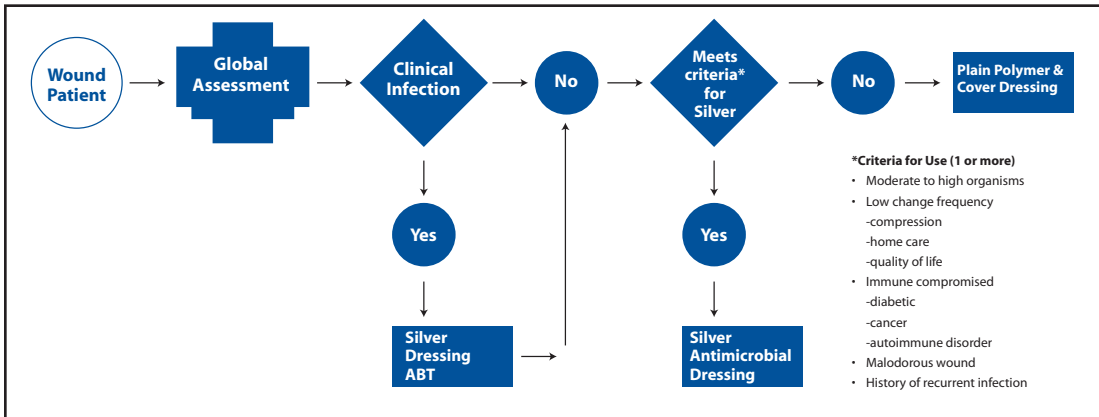 Wound
Patient
Global
Assessment
Clinical
Infection
No
Meets
criteria*
for
Silver
No
Plain Polymer &
Cover Dressing
Yes
Yes
Silver
Dressing
ABT
Silver
Antimicrobial
Dressing
*Criteria for Use (1 or more)
• Moderate to high organisms
• Low change frequency
-compression
-home care
-quality of life
• Immune compromised
-diabetic
-cancer
-autoimmune disorder
• Malodorous wound
• History of recurrent infection